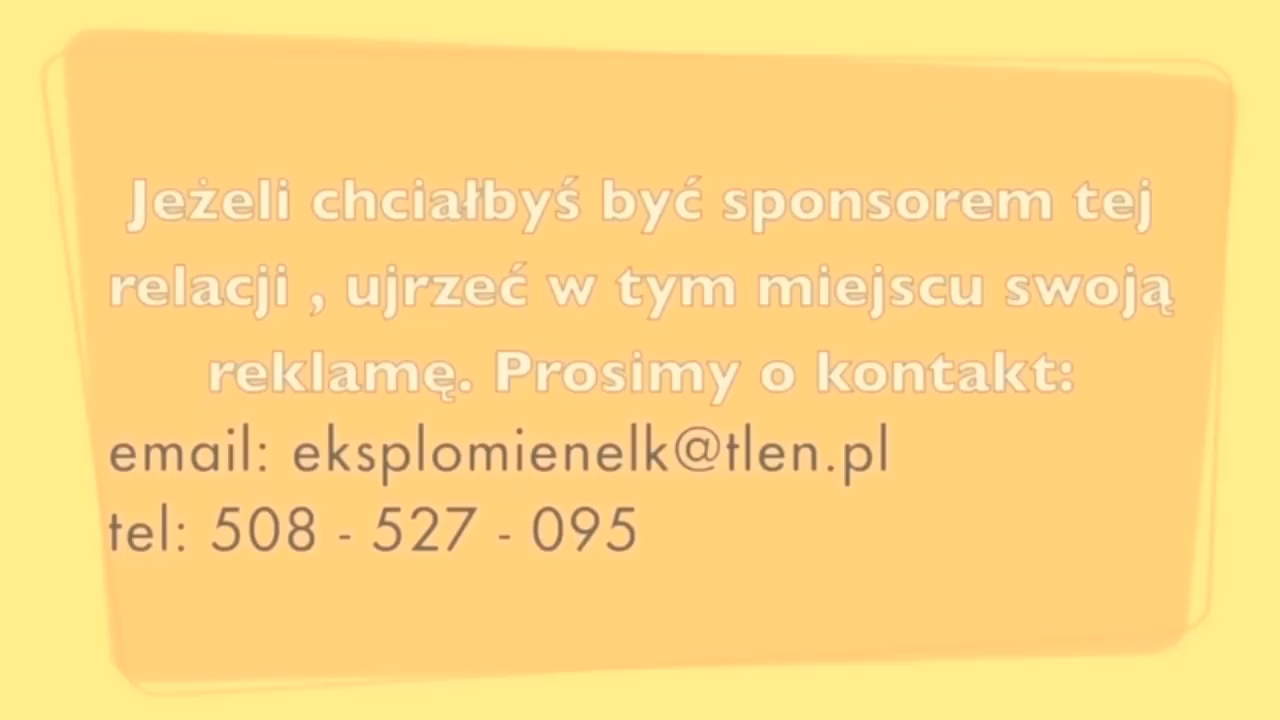 Jeżeli chciałbyś być sponsorem tej
relacji , ujrzeć w tym miejscu swoją
reklamę. Prosimy o kontakt:
email: eksplomienelk@tlen.pl
tel: 508 - 527 - 095